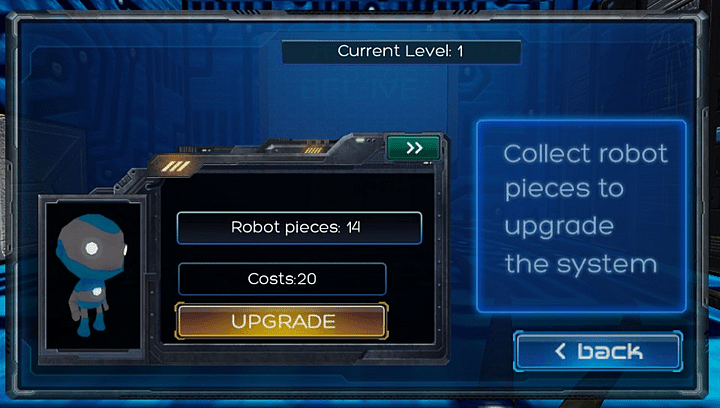 Current Level: 1
Robot pieces: 14
Costs:20
UPGRADE
Collect robot
pieces to
upgrade
the system
< back